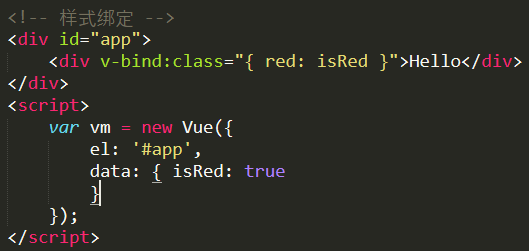 <!-- 样式绑定 -->
<div id="app">
    <div v-bind:class="{ red: isRed }">Hello</div>
</div>
<script>
    var vm = new Vue({
        el: '#app',
        data: { isRed: true
        }
    });
</script>